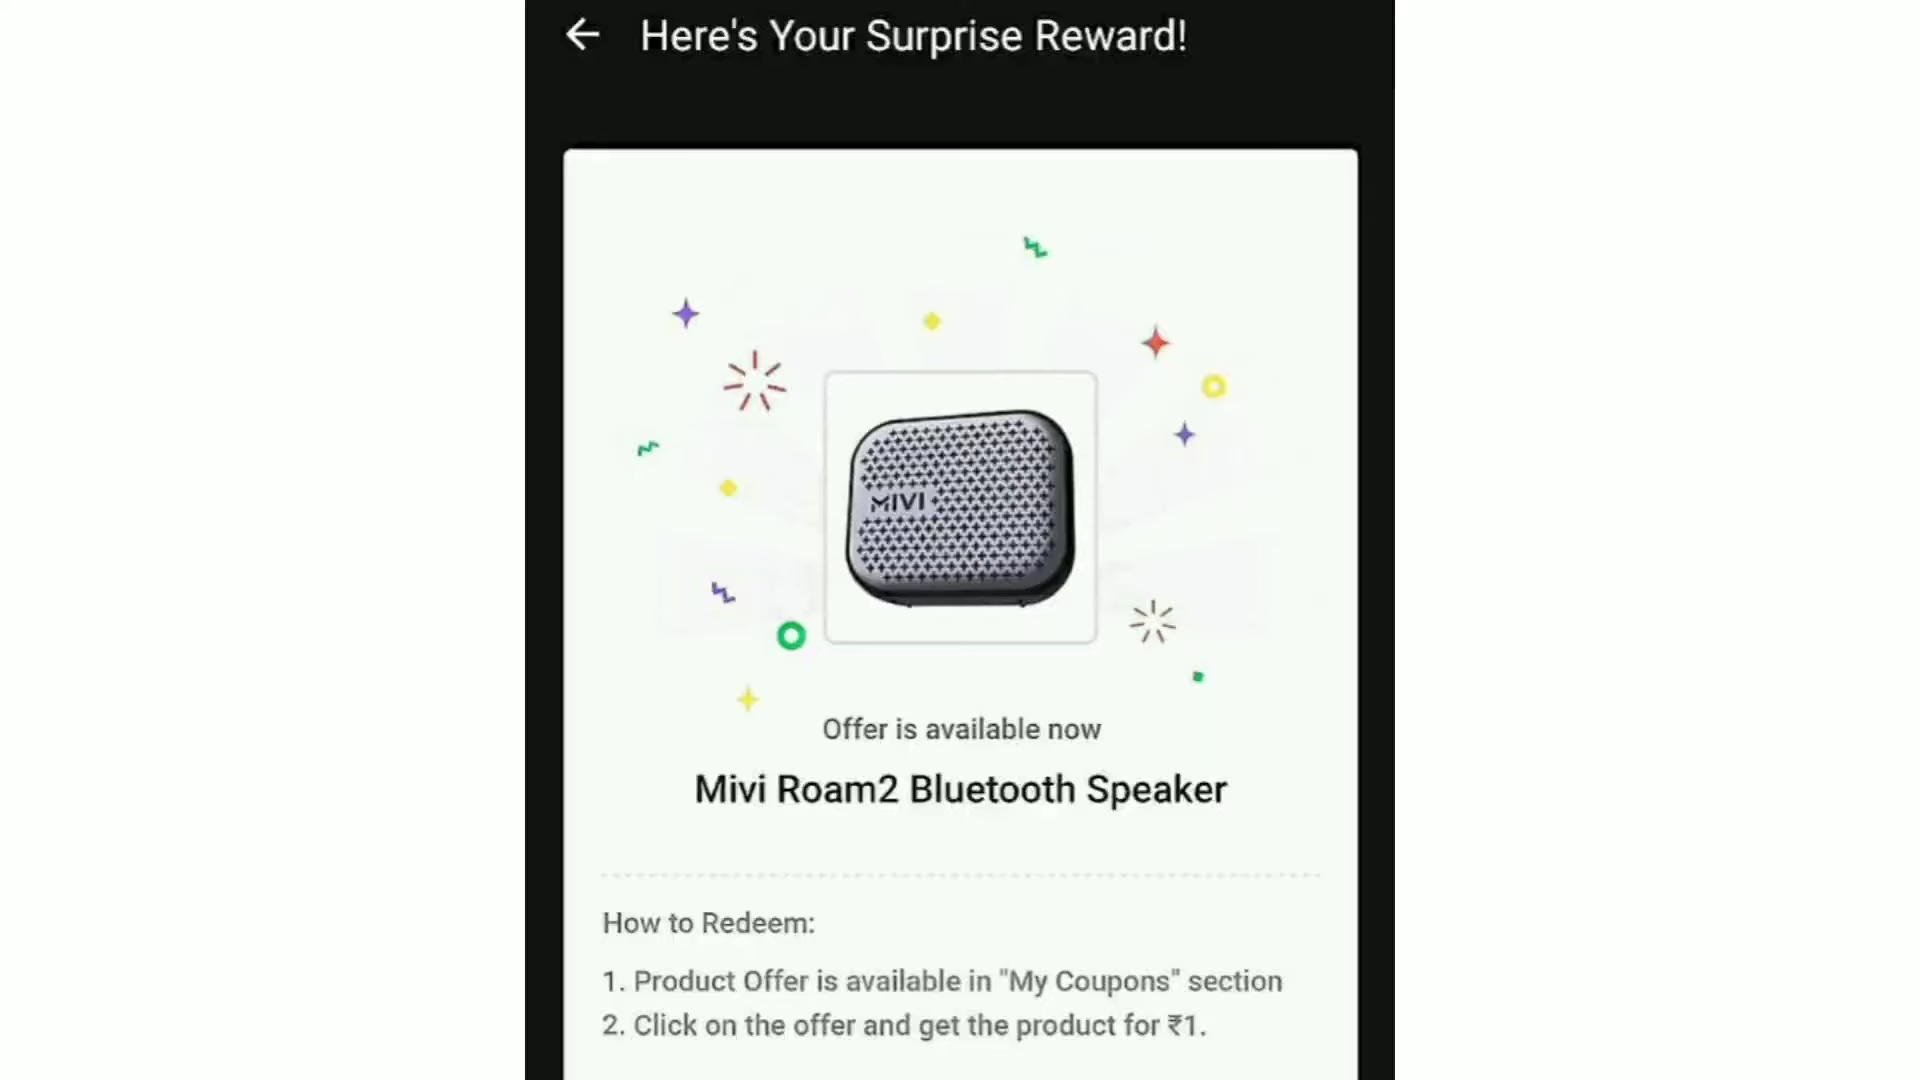 Here's Your Surprise Reward!
MIVI
Offer is available now
Mivi Roam2 Bluetooth Speaker
How to Redeem:
1. Product Offer is available in "My Coupons" section
2. Click on the offer and get the product for ₹1.